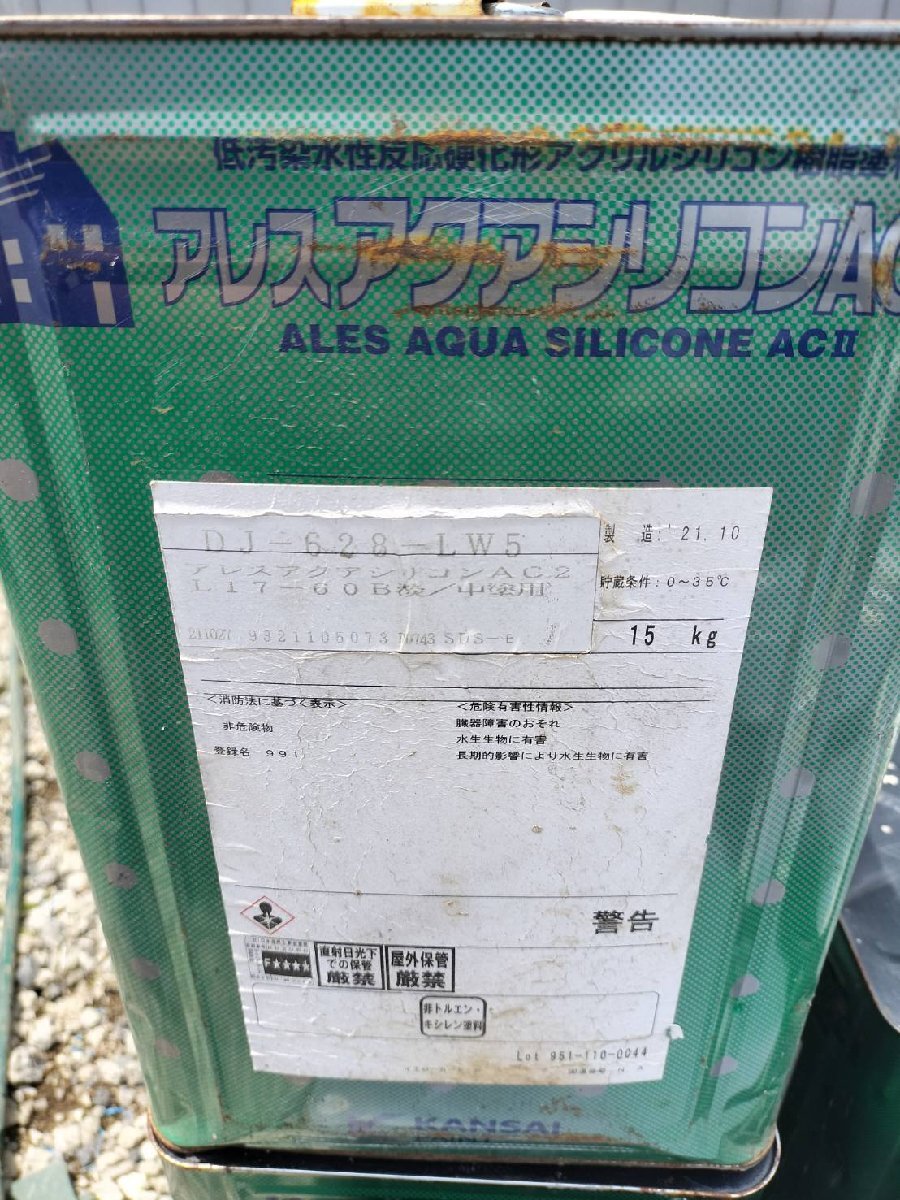 低汚染水性反応硬化形アクリルシリコン樹脂塗
アレスアクアシリコンAC
ALES AQUA SILICONE ACⅡ
DJ-628-LW5
アレスアクアシリコンAC.2
L17-60B 中塗用
211027 9321105073 SDS-E
製 造: '21.10
貯蔵条件:0~35℃
15 kg
<消防法に基づく表示>
非危険物
登録名 991
<危険有害性情報>
臓器障害のおそれ
水生生物に有害
長期的影響により水生生物に有害
警告
F★★★★
直射日光下
での保管
厳禁
屋外保管
厳禁
非トルエン・
キシレン塗料
Lot 951-110-0044
KANSAI